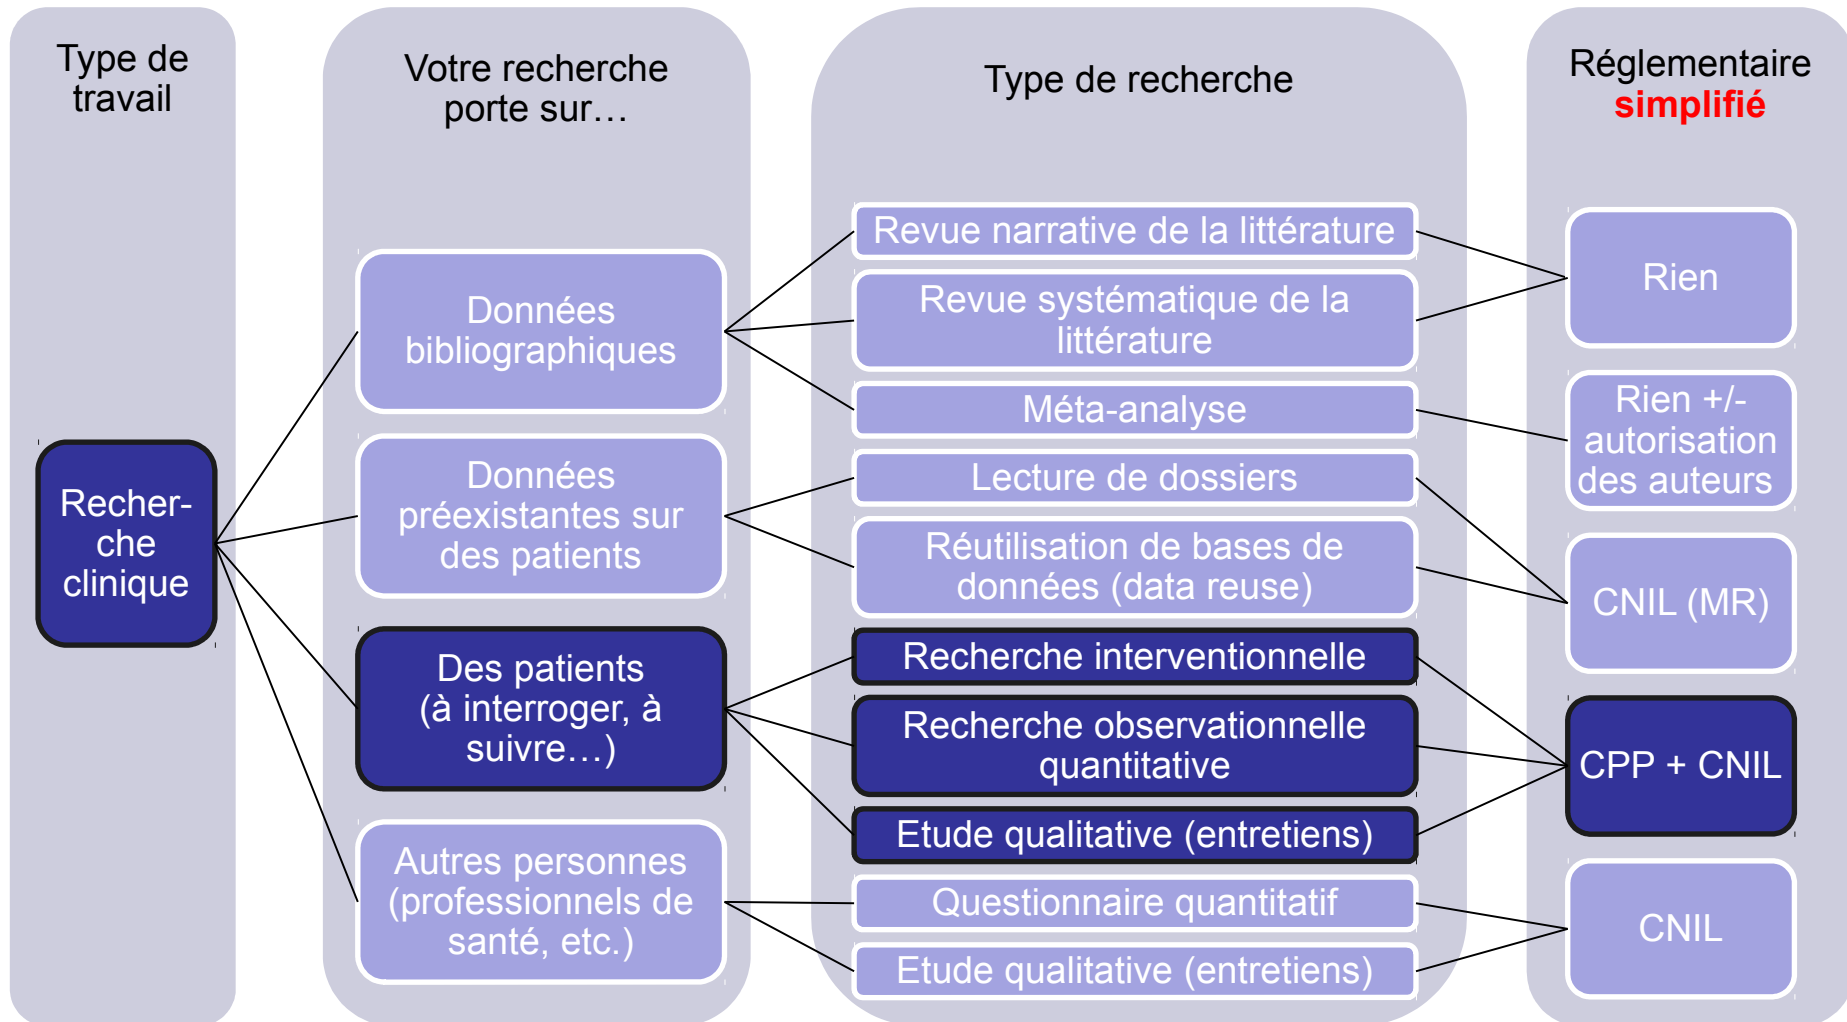 Type de
travail
Votre recherche
porte sur…
Type de recherche
Réglementaire
simplifié
Recher-
che
clinique
Données
bibliographiques
Données
préexistantes sur
des patients
Des patients
(à interroger, à
suivre…)
Autres personnes
(professionnels de
santé, etc.)
Revue narrative de la littérature
Revue systématique de la
littérature
Méta-analyse
Lecture de dossiers
Réutilisation de bases de
données (data reuse)
Recherche interventionnelle
Recherche observationnelle
quantitative
Etude qualitative (entretiens)
Questionnaire quantitatif
Etude qualitative (entretiens)
Rien
Rien +/-
autorisation
des auteurs
CNIL (MR)
CPP + CNIL
CNIL